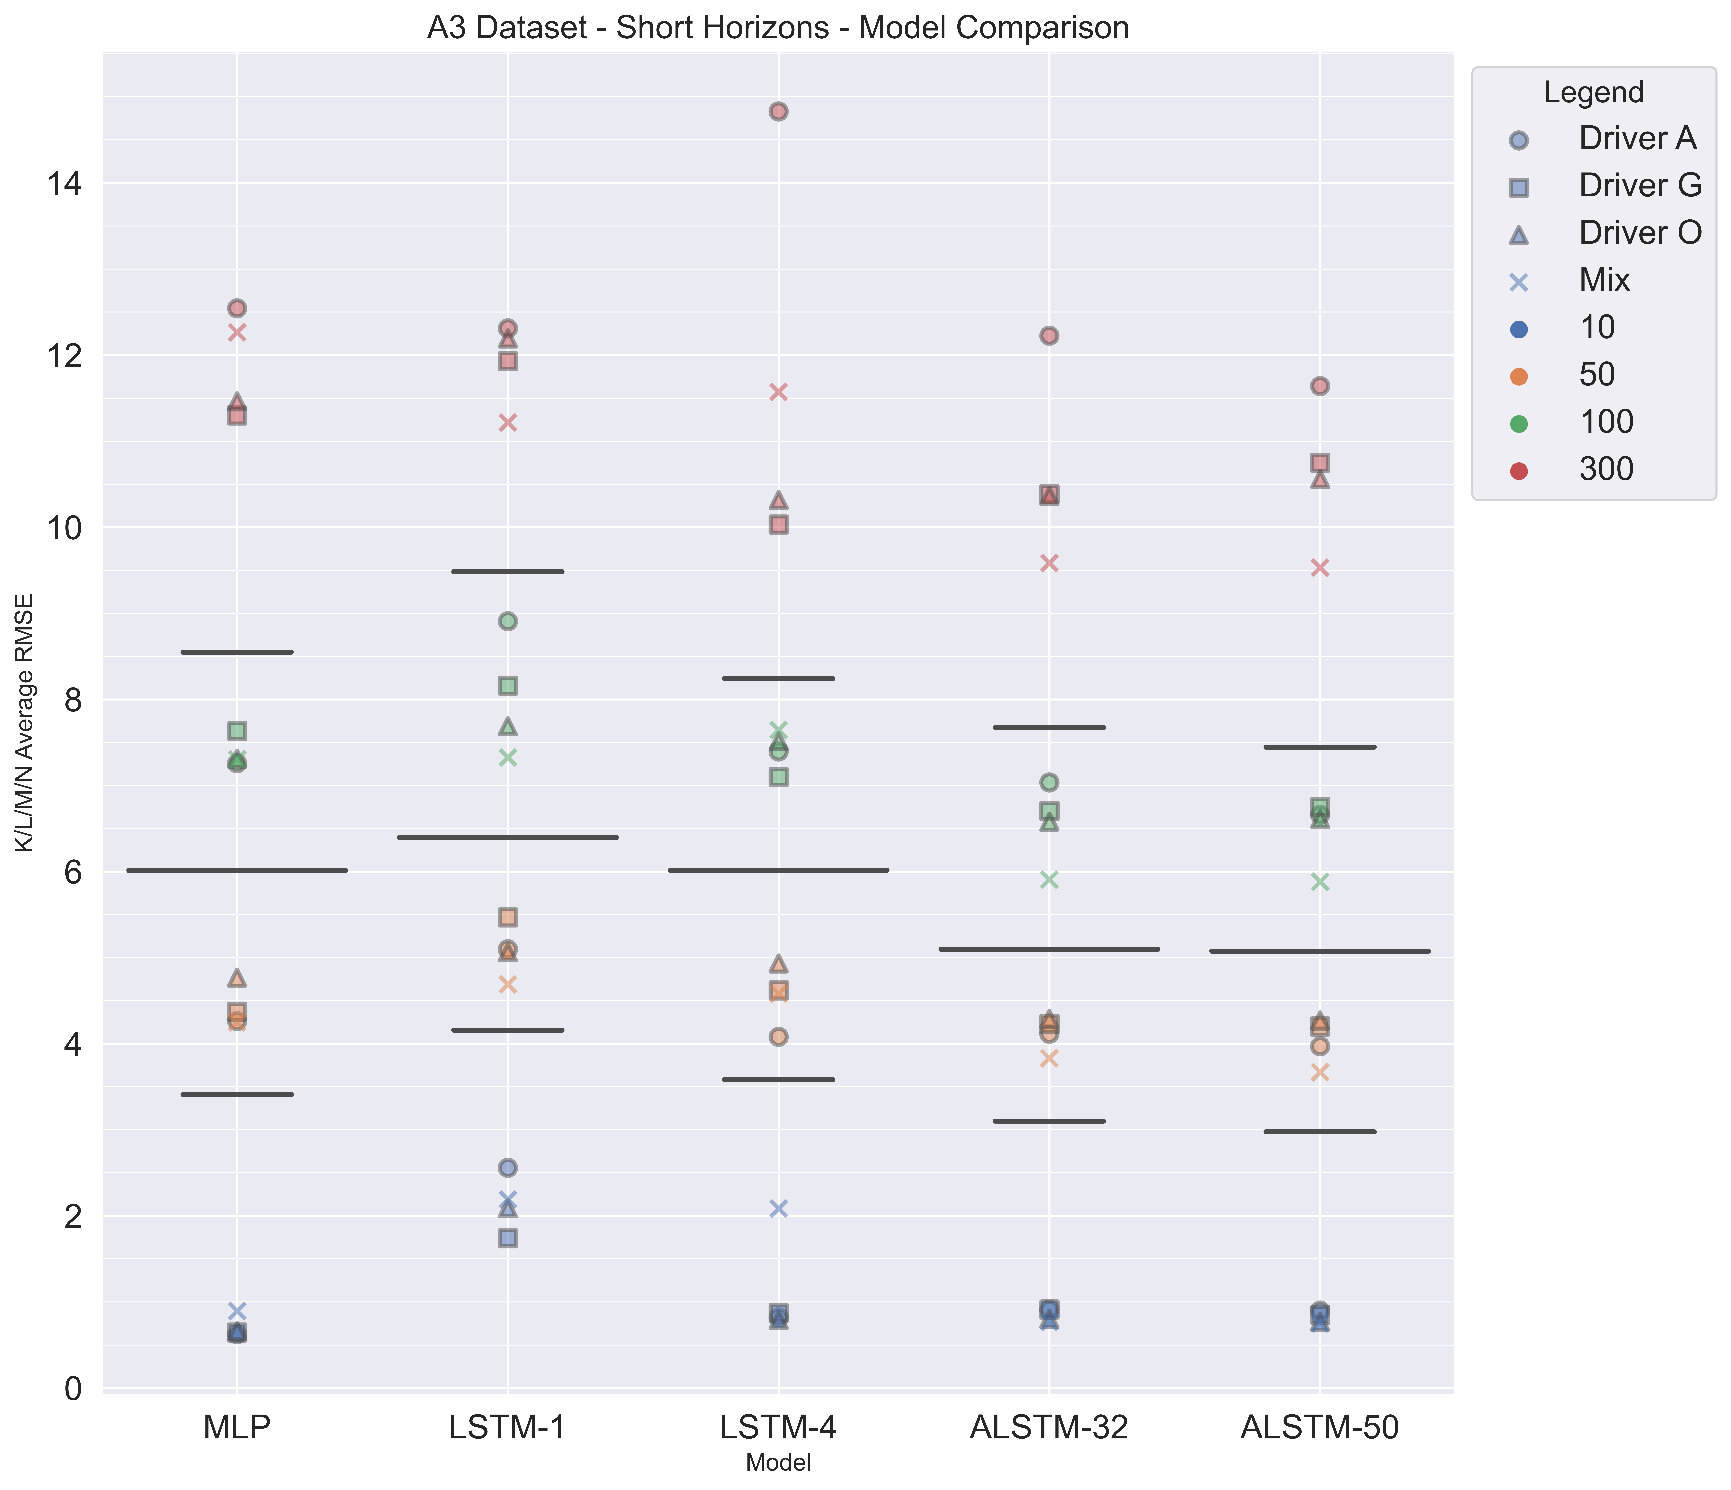 A3 Dataset - Short Horizons - Model Comparison
Legend
Driver A
Driver G
Driver O
Mix
10
50
100
300
K/L/M/N Average RMSE
14
12
10
8
6
4
2
0
MLP LSTM-1 LSTM-4 ALSTM-32 ALSTM-50
Model